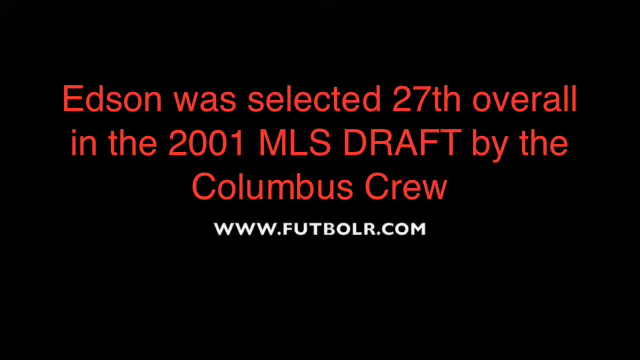 Edson was selected 27th overall
in the 2001 MLS DRAFT by the
Columbus Crew
WWW.FUTBOLR.COM